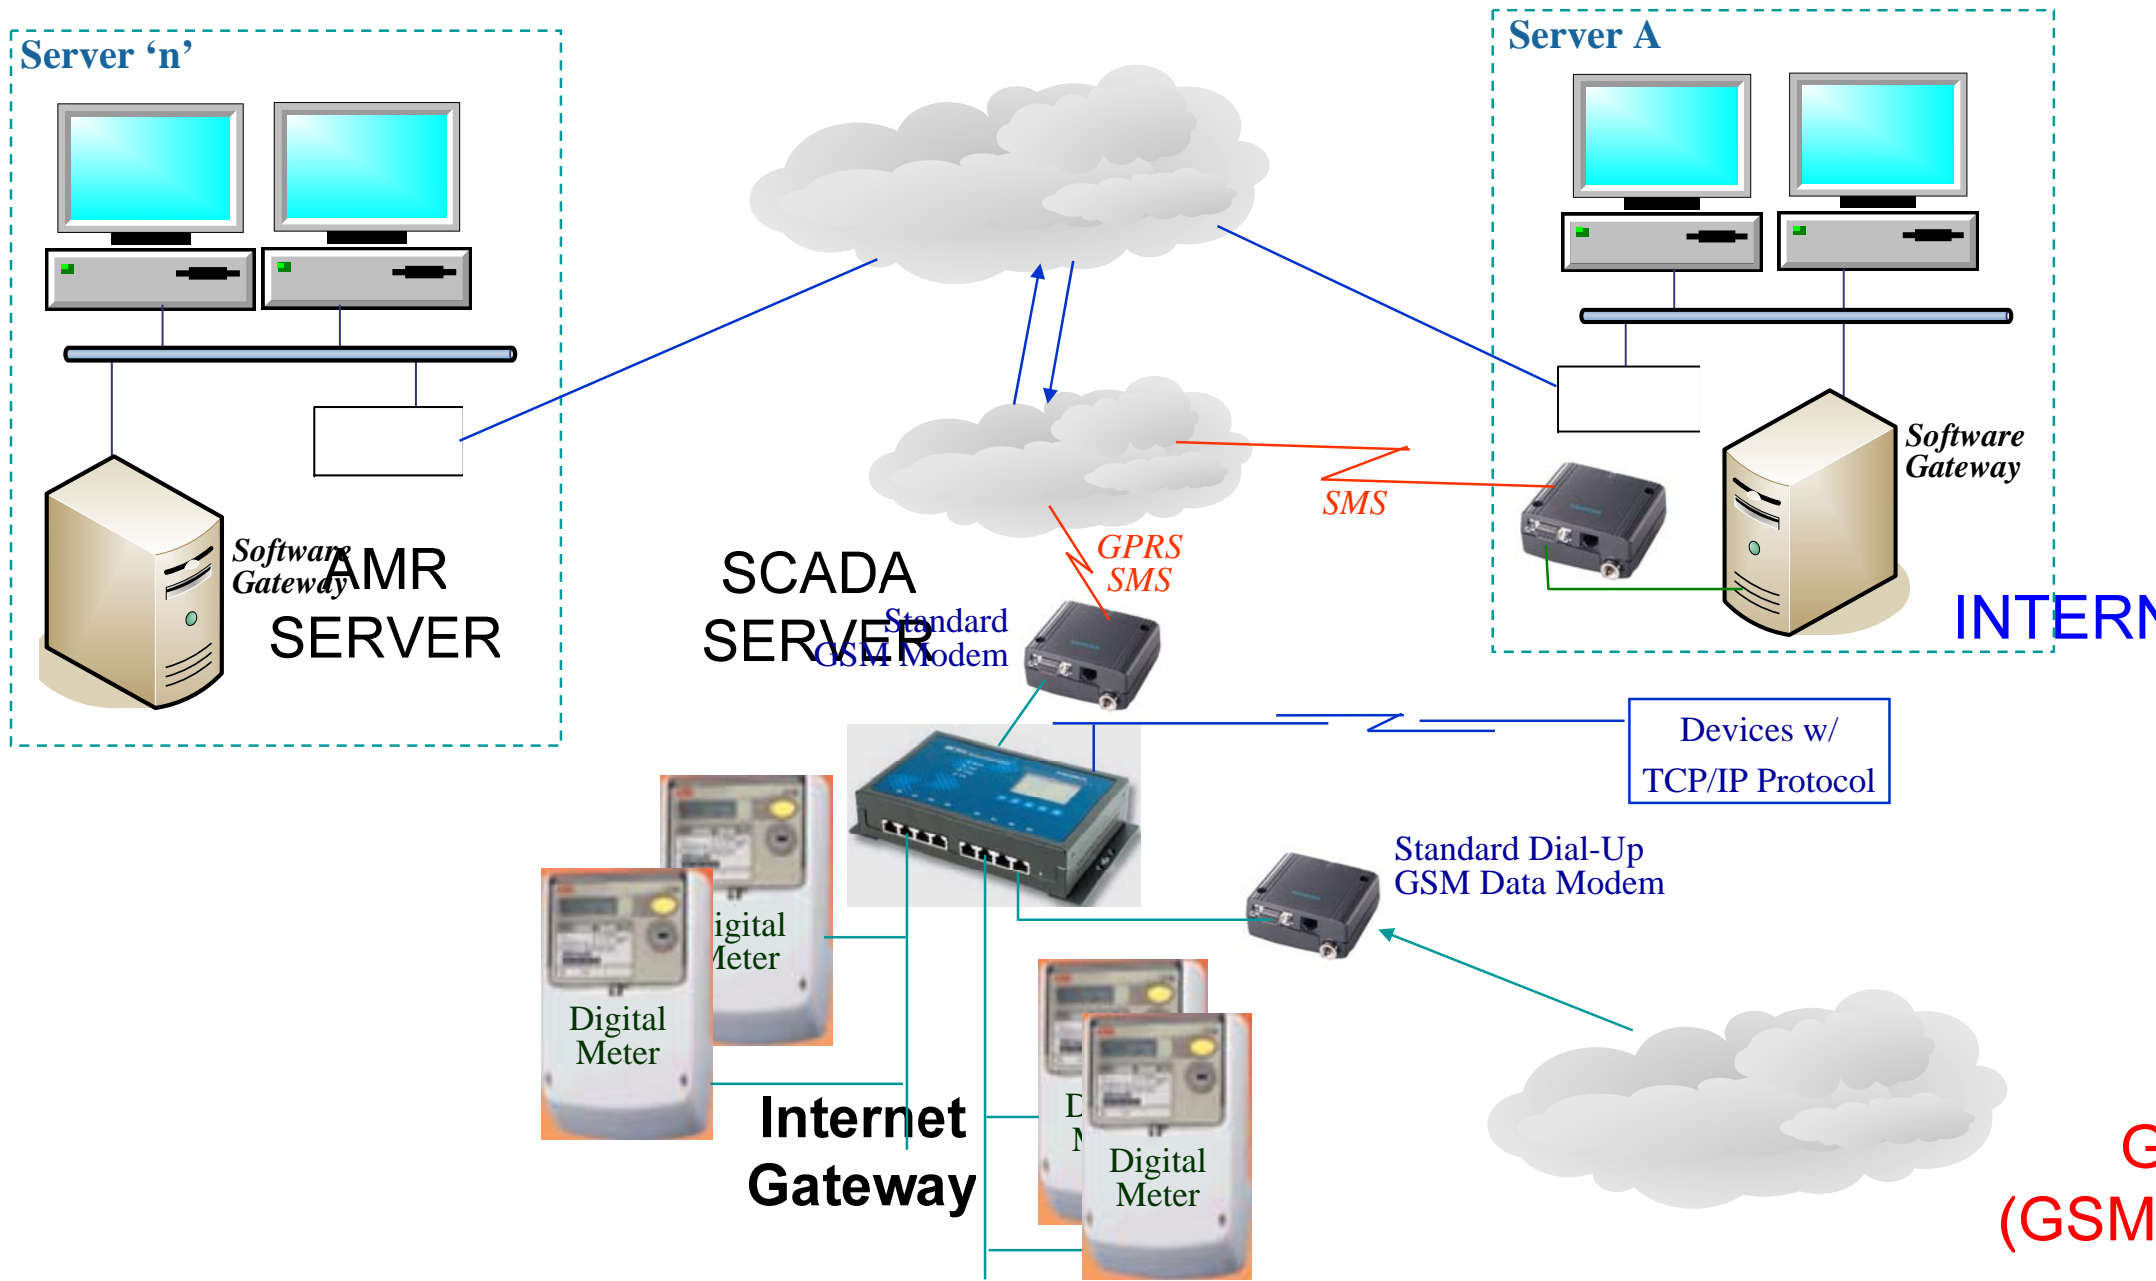 Server ‘n’
Server A
Software
Gateway
SMS
GPRS
SMS
Software
Gateway
AMR
SERVER
SCADA
SERVER
Standard
GSM Modem
INTERN
Devices w/
TCP/IP Protocol
Standard Dial-Up
GSM Data Modem
igital
Meter
Digital
Meter
Internet
Gateway
D
M
Digital
Meter
G
(GSM